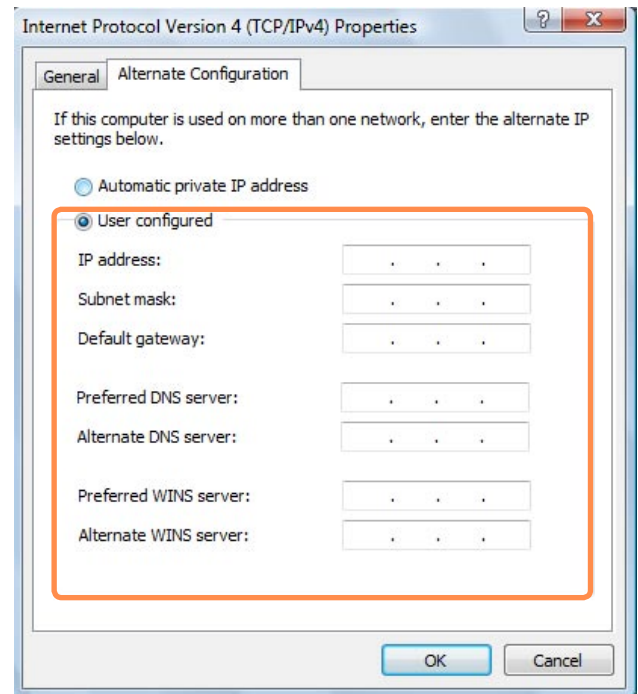 Internet Protocol Version 4 (TCP/IPv4) Properties
General
Alternate Configuration
If this computer is used on more than one network, enter the alternate IP
settings below.
Automatic private IP address
User configured
IP address:
. . .
Subnet mask:
. . .
Default gateway:
. . .
Preferred DNS server:
. . .
Alternate DNS server:
. . .
Preferred WINS server:
. . .
Alternate WINS server:
. . .
OK
Cancel